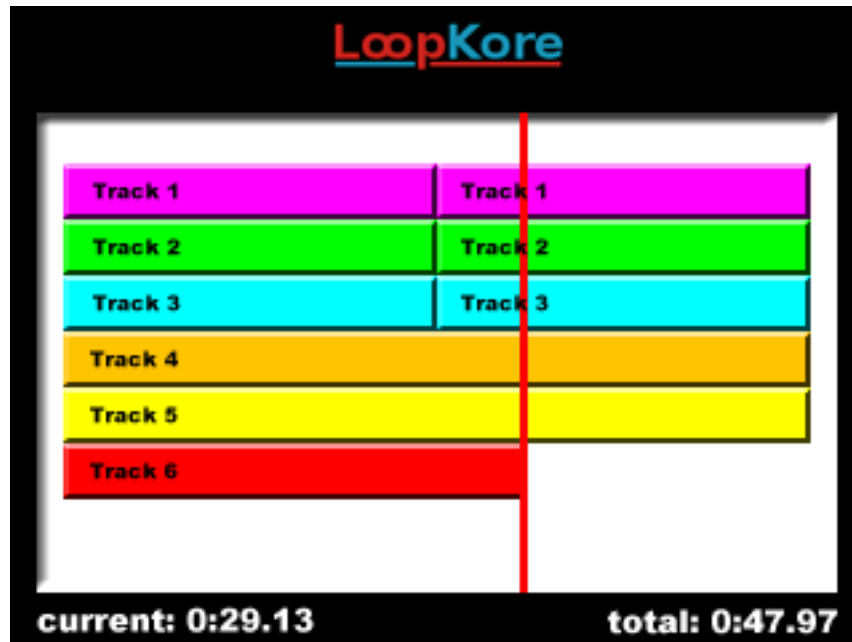 LoopKore
Track 1 Track 1
Track 2 Track 2
Track 3 Track 3
Track 4
Track 5
Track 6
current: 0:29.13 total: 0:47.97